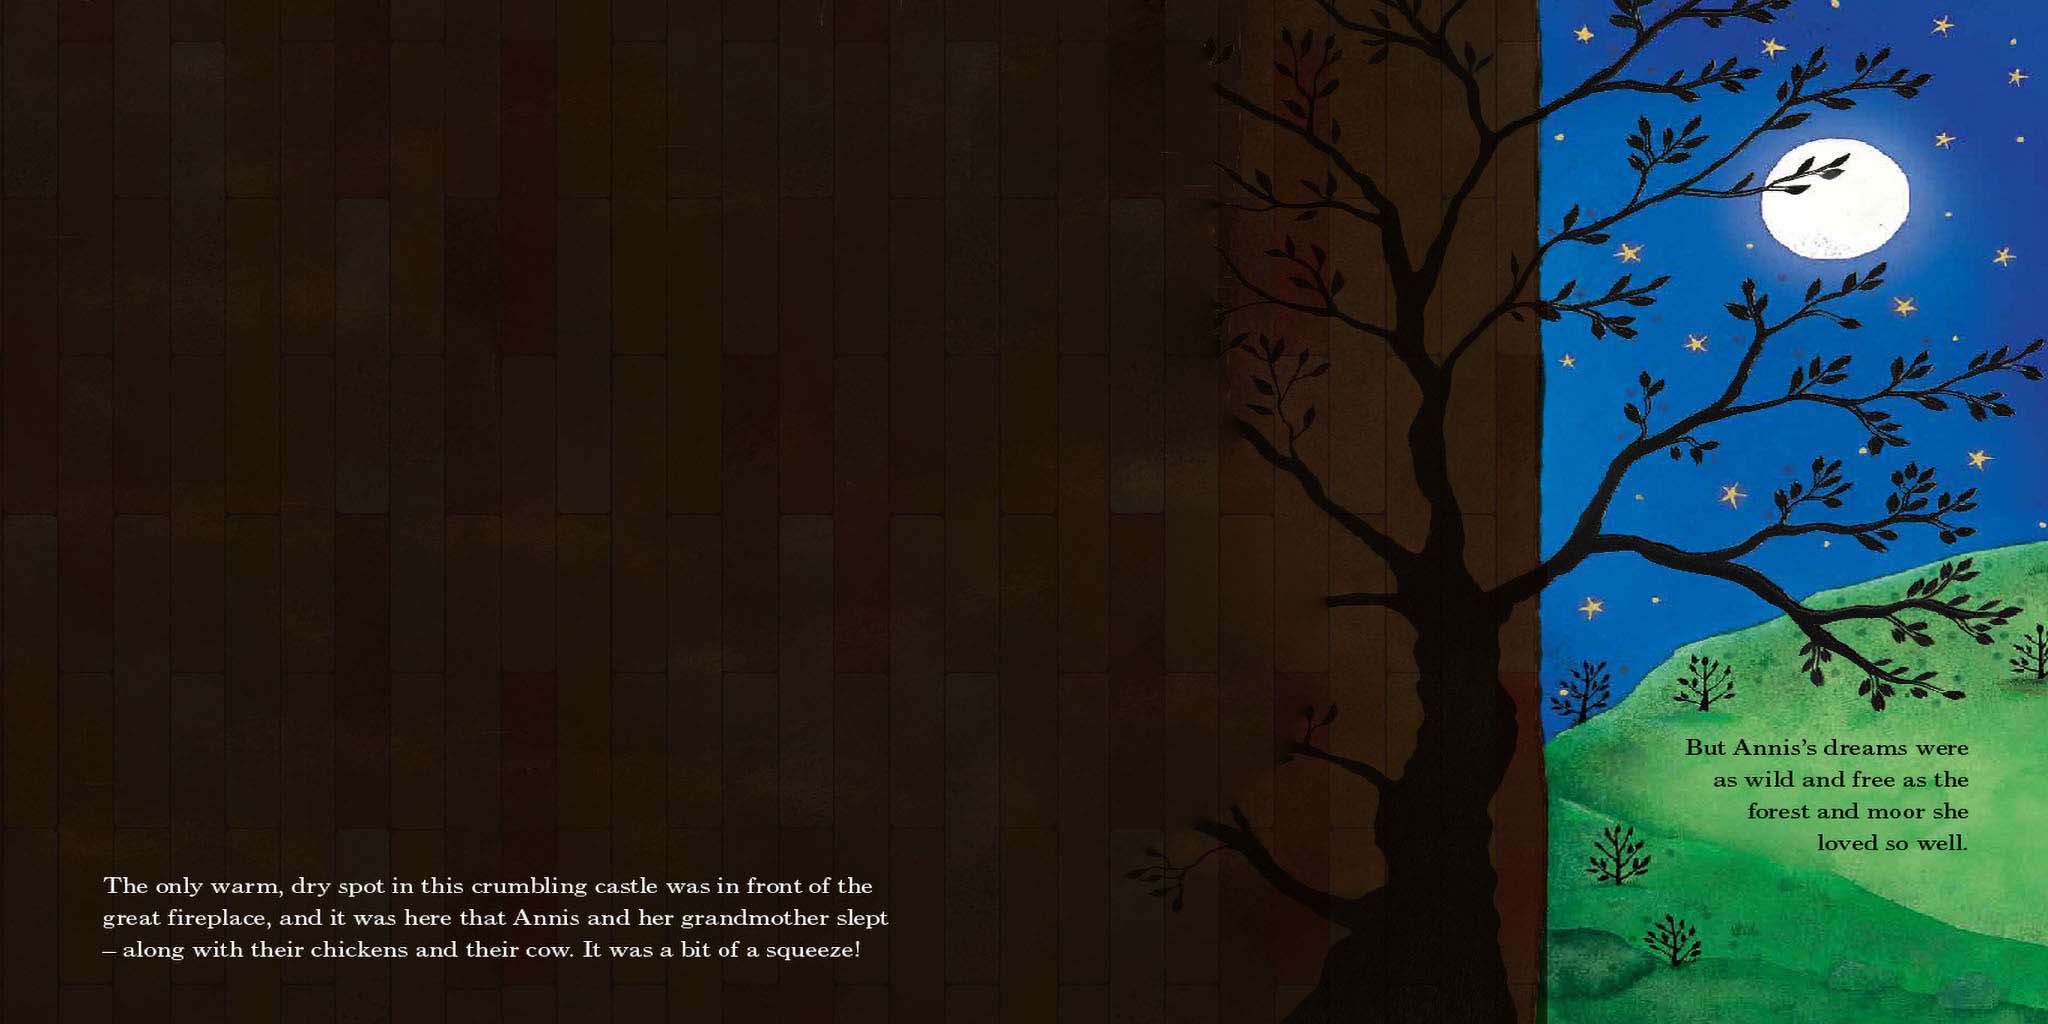 The only warm, dry spot in this crumbling castle was in front of the
great fireplace, and it was here that Annis and her grandmother slept
– along with their chickens and their cow. It was a bit of a squeeze!
But Annis’s dreams were
as wild and free as the
forest and moor she
loved so well.